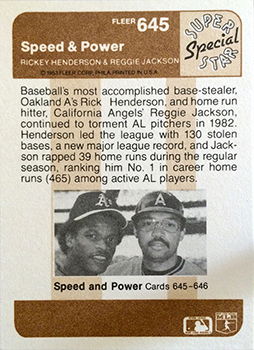 FLEER 645
SUPER
Special
STAR
Speed & Power
RICKEY HENDERSON & REGGIE JACKSON
© 1983 FLEER CORP. PHILA. PRINTED IN U.S.A.
Baseball's most accomplished base-stealer,
Oakland A's Rick Henderson, and home run
hitter, California Angels' Reggie Jackson,
continued to torment AL pitchers in 1982.
Henderson led the league with 130 stolen
bases, a new major league record, and Jack-
son rapped 39 home runs during the regular
season, ranking him No. 1 in career home
runs (465) among active AL players.
A's
A
Speed and Power Cards 645-646